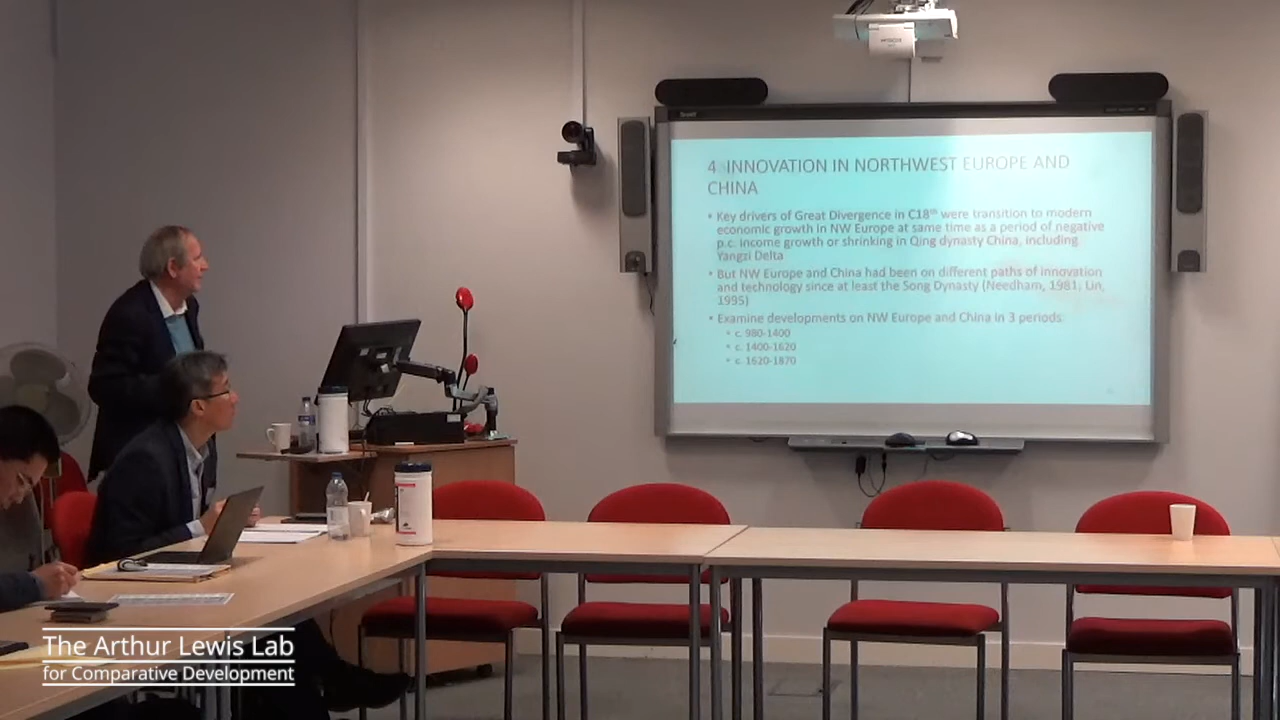 4 INNOVATION IN NORTHWEST EUROPE AND
CHINA
• Key drivers of Great Divergence in C18th were transition to modern
economic growth in NW Europe at same time as a period of negative
p.c. income growth or shrinking in Qing dynasty China, including
Yangzi Delta
• But NW Europe and China had been on different paths of innovation
and technology since at least the Song Dynasty (Needham, 1981; Lin,
1995)
• Examine developments on NW Europe and China in 3 periods
• c. 980-1400
• c. 1400-1620
• c. 1620-1870
The Arthur Lewis Lab
for Comparative Development